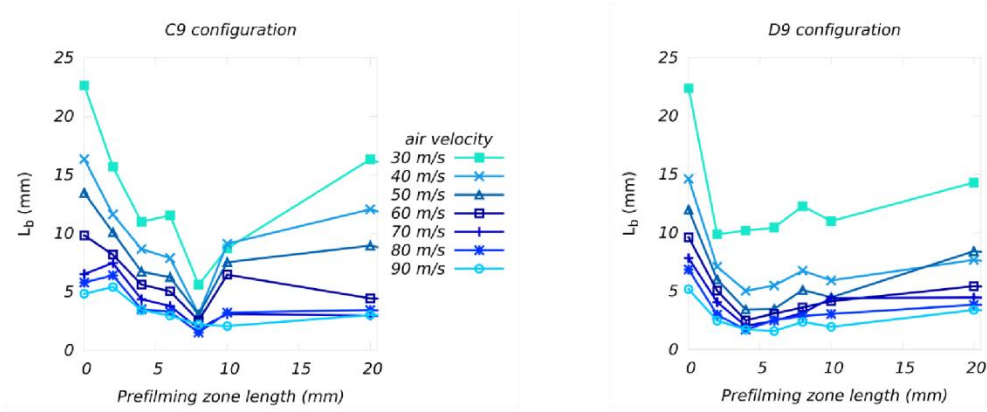 C9 configuration
25
20
15
10
5
0
L_b (mm)
0 5 10 15 20
Prefilming zone length (mm)
air velocity
30 m/s
40 m/s
50 m/s
60 m/s
70 m/s
80 m/s
90 m/s
D9 configuration
25
20
15
10
5
0
L_b (mm)
0 5 10 15 20
Prefilming zone length (mm)